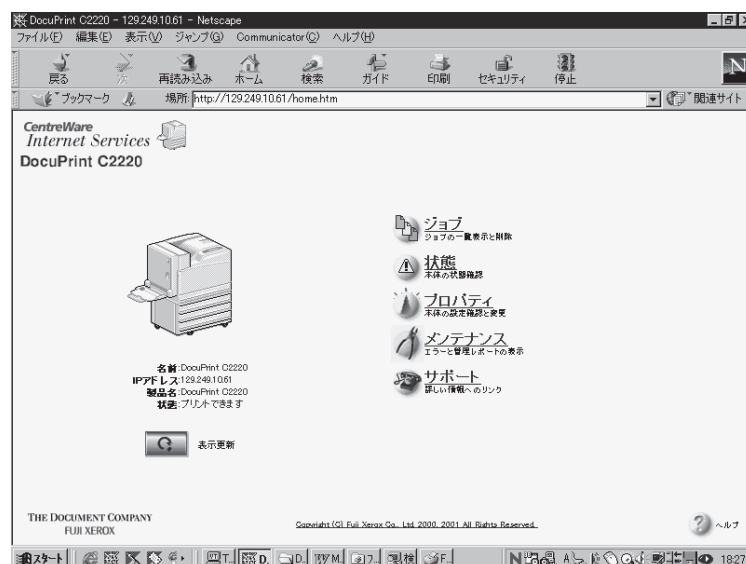 DocuPrint C2220 - 129.249.10.61 - Netscape
ファイル(F) 編集(E) 表示(V) ジャンプ(G) Communicator(C) ヘルプ(H)
戻る 次 再読み込み ホーム 検索 ガイド 印刷 セキュリティ 停止
N
ブックマーク 場所: http://129.249.10.61/home.htm 関連サイト
CentreWare
Internet Services
DocuPrint C2220
ジョブ
ジョブの一覧表示と削除
状態
本体の状態確認
プロパティ
本体の設定確認と変更
メンテナンス
エラーと管理レポートの表示
サポート
詳しい情報へのリンク
名前:DocuPrint C2220
IPアドレス:129.249.10.61
製品名:DocuPrint C2220
状態:プリントできます
表示更新
THE DOCUMENT COMPANY
FUJI XEROX
Copyright (C) Fuji Xerox Co., Ltd. 2000, 2001 All Rights Reserved.
ヘルプ
スタート T.. D. D.. M. フ.. 検 F.. N A 18:27